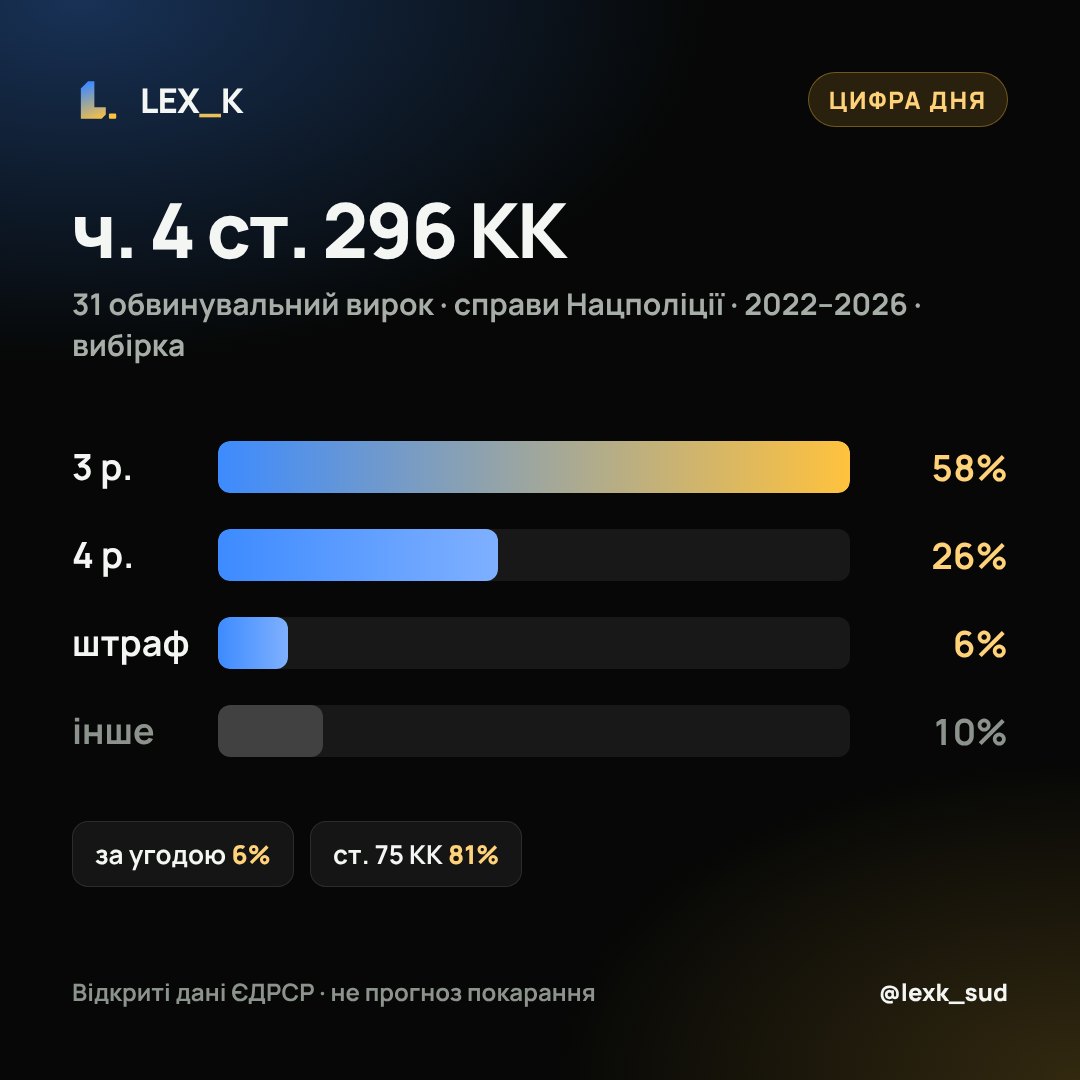 LEX_K
ЦИФРА ДНЯ
ч. 4 ст. 296 КК
31 обвинувальний вирок · справи Нацполіції · 2022–2026 ·
вибірка
3 р. 58%
4 р. 26%
штраф 6%
інше 10%
за угодою 6% ст. 75 КК 81%
Відкриті дані ЄДРСР · не прогноз покарання @lexk_sud